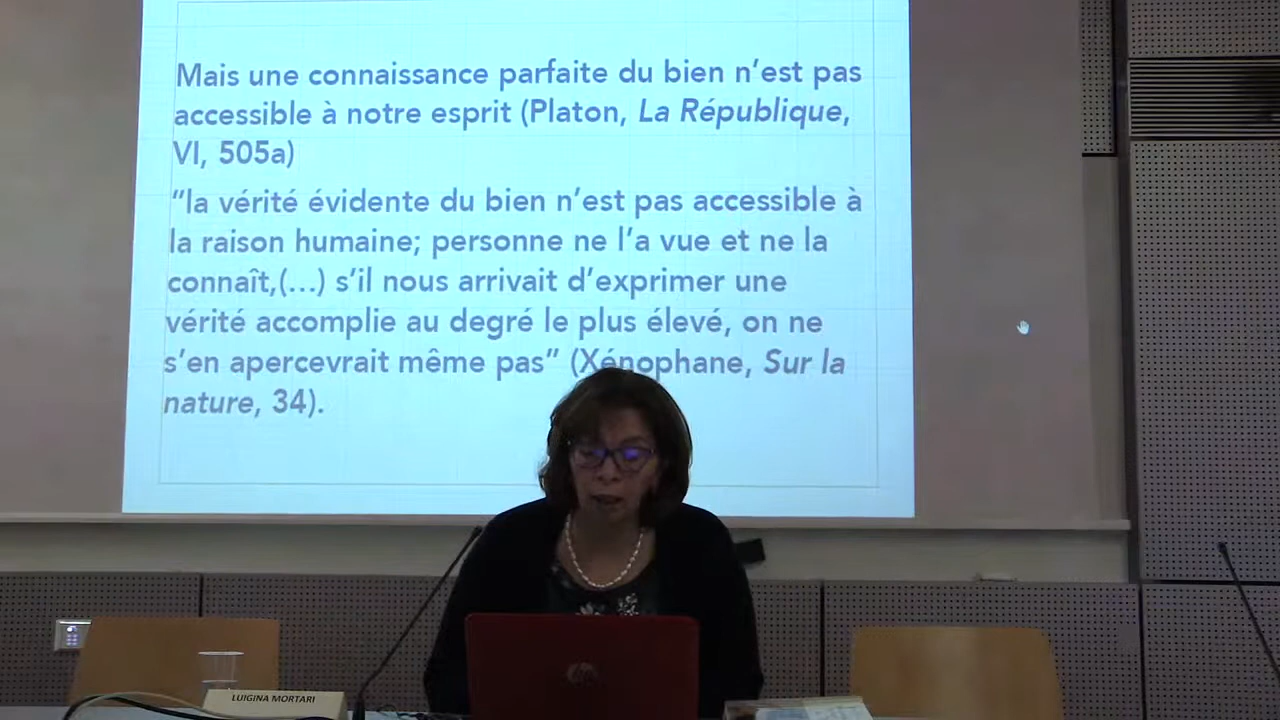 Mais une connaissance parfaite du bien n’est pas
accessible à notre esprit (Platon, La République,
VI, 505a)
“la vérité évidente du bien n’est pas accessible à
la raison humaine; personne ne l’a vue et ne la
connaît,(…) s’il nous arrivait d’exprimer une
vérité accomplie au degré le plus élevé, on ne
s’en apercevrait même pas” (Xénophane, Sur la
nature, 34).
hp
LUIGINA MORTARI